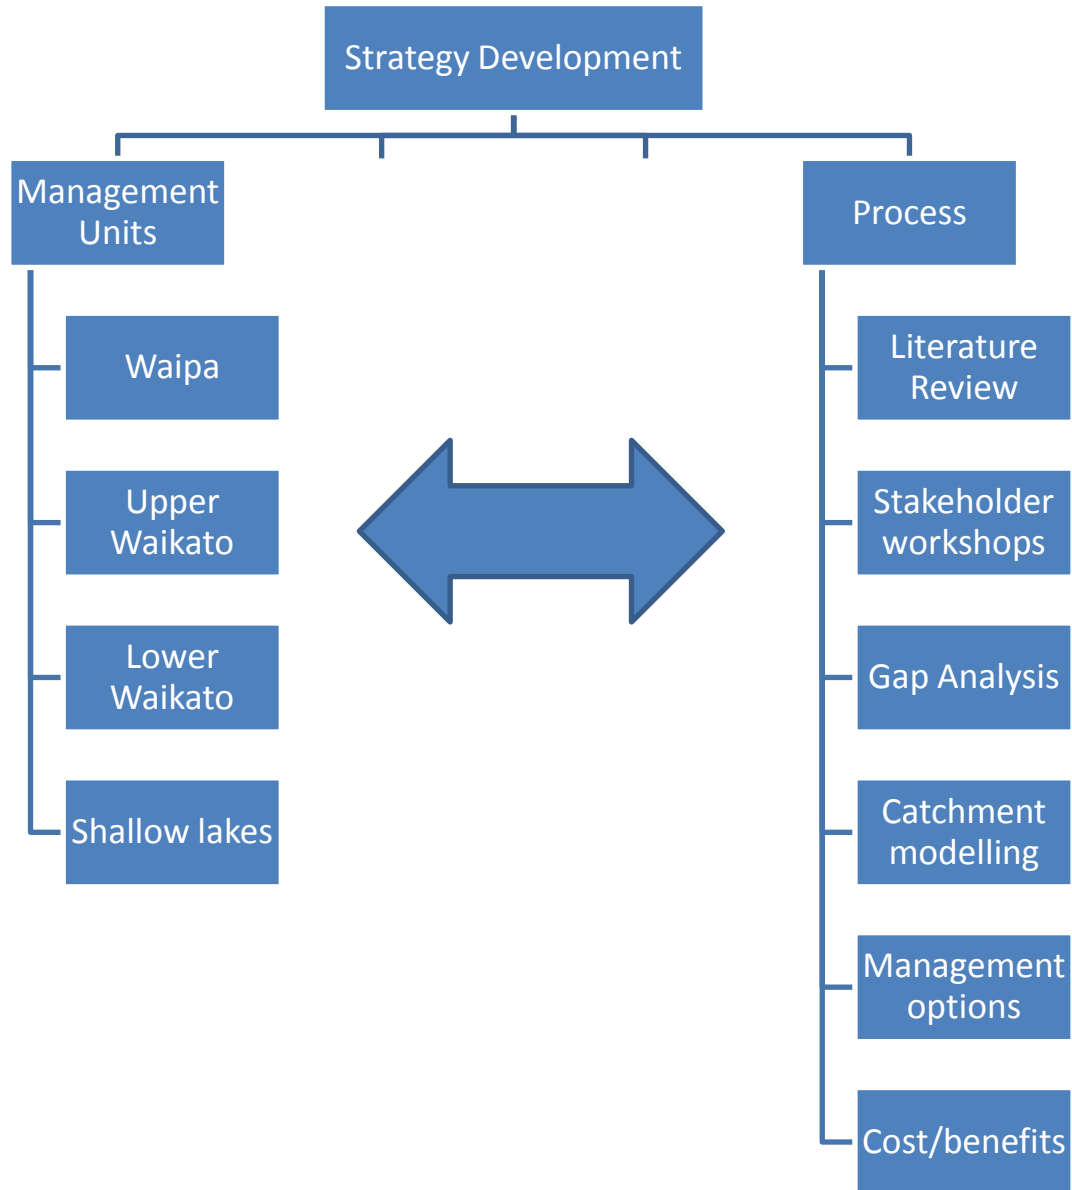 Strategy Development
Management
Units
Waipa
Upper
Waikato
Lower
Waikato
Shallow lakes
Process
Literature
Review
Stakeholder
workshops
Gap Analysis
Catchment
modelling
Management
options
Cost/benefits